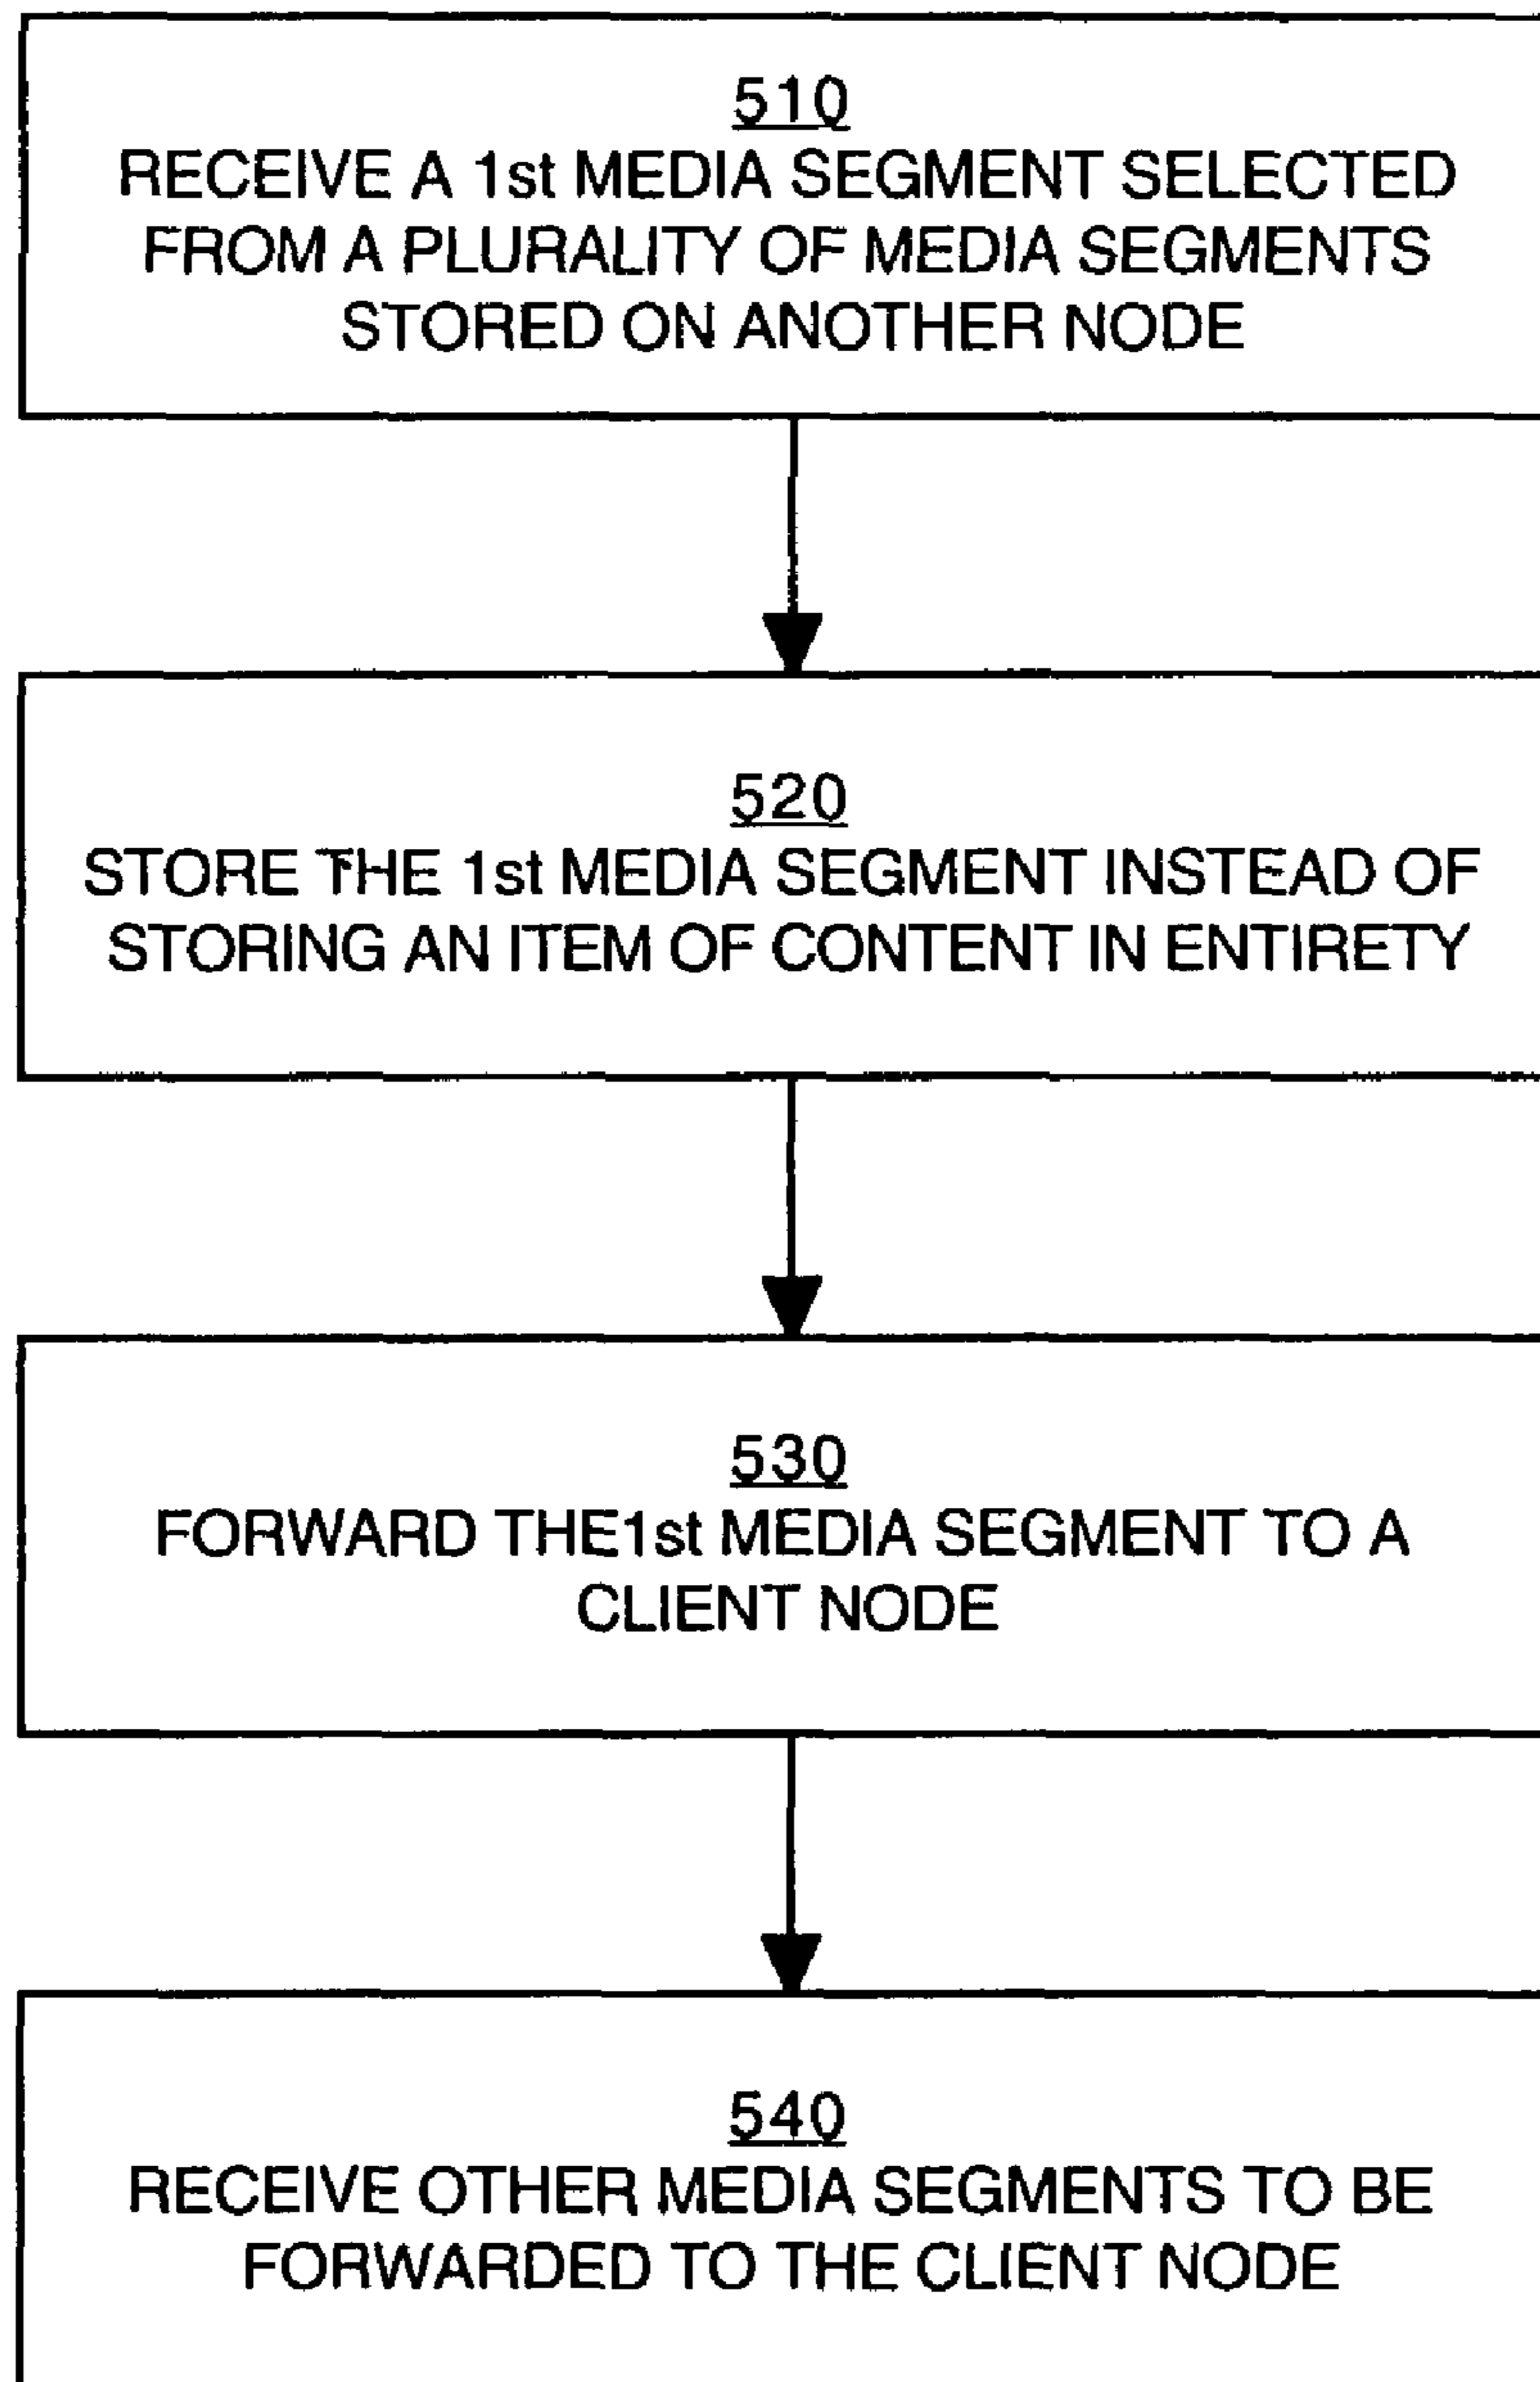 510
RECEIVE A 1st MEDIA SEGMENT SELECTED
FROM A PLURALITY OF MEDIA SEGMENTS
STORED ON ANOTHER NODE
520
STORE THE 1st MEDIA SEGMENT INSTEAD OF
STORING AN ITEM OF CONTENT IN ENTIRETY
530
FORWARD THE1st MEDIA SEGMENT TO A
CLIENT NODE
540
RECEIVE OTHER MEDIA SEGMENTS TO BE
FORWARDED TO THE CLIENT NODE